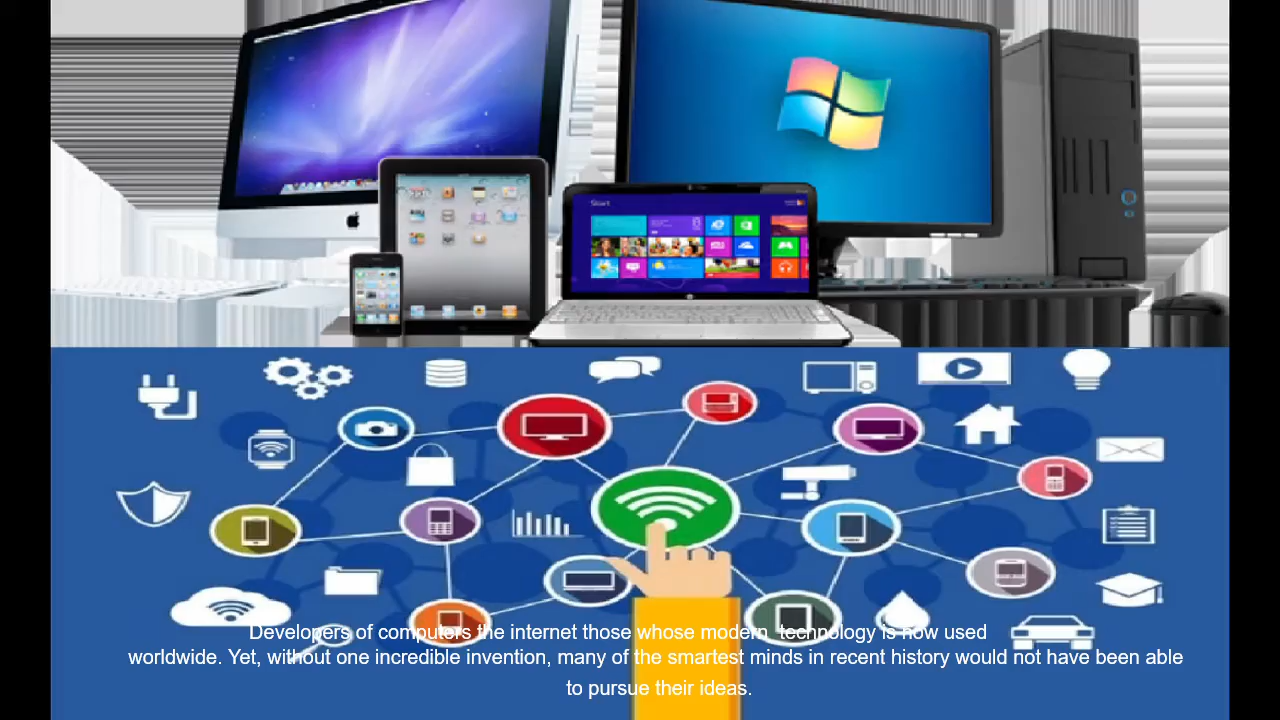 Start
Developers of computers the internet those whose modern technology is now used
worldwide. Yet, without one incredible invention, many of the smartest minds in recent history would not have been able
to pursue their ideas.